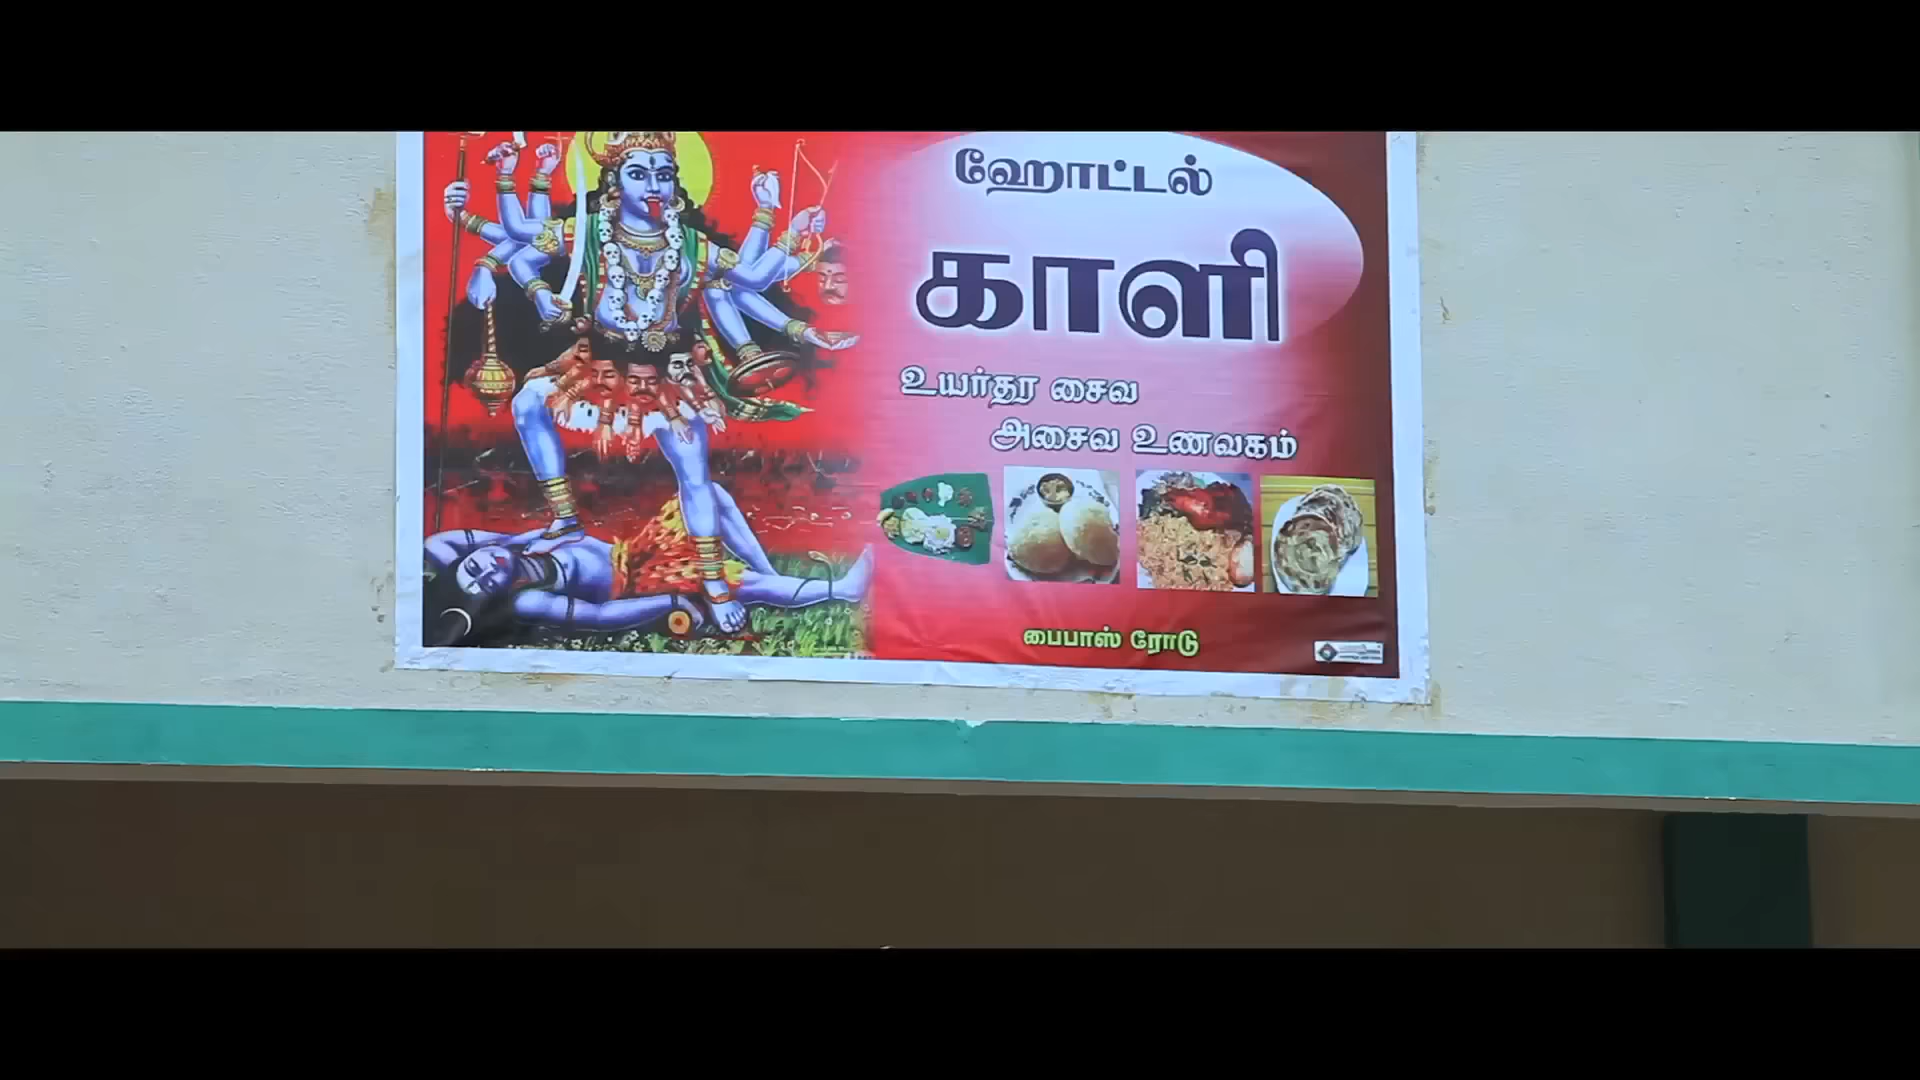 ஹோட்டல்
காளி
உயர்தர சைவ
அசைவ உணவகம்
பைபாஸ் ரோடு